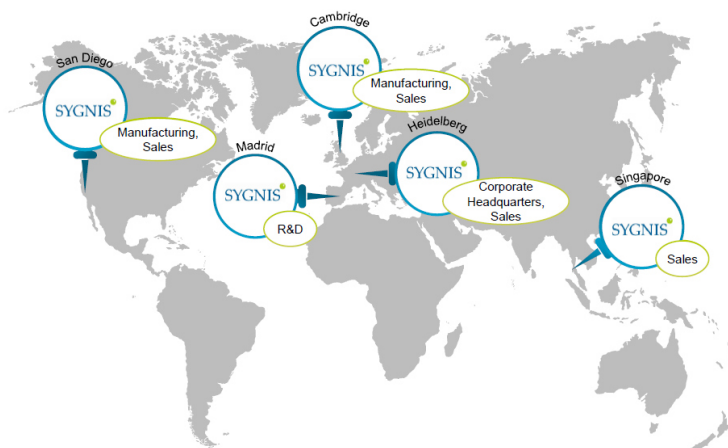 San Diego
SYGNIS
Manufacturing,
Sales
Cambridge
SYGNIS
Manufacturing,
Sales
Madrid
SYGNIS
R&D
Heidelberg
SYGNIS
Corporate
Headquarters,
Sales
Singapore
SYGNIS
Sales